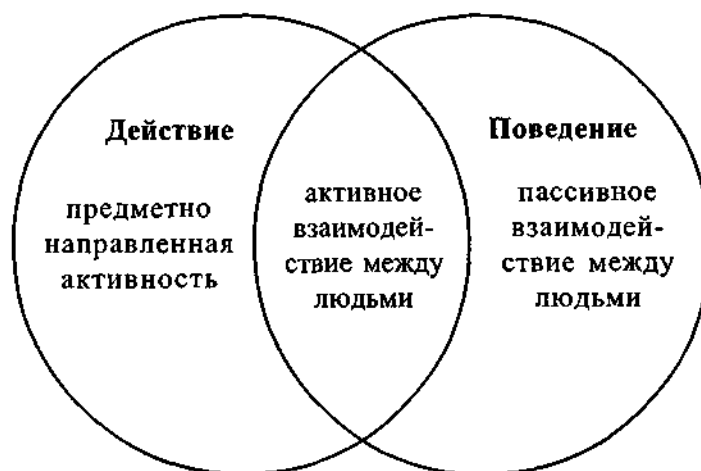 Действие
предметно
направленная
активность
активное
взаимодей-
ствие между
людьми
Поведение
пассивное
взаимодей-
ствие между
людьми